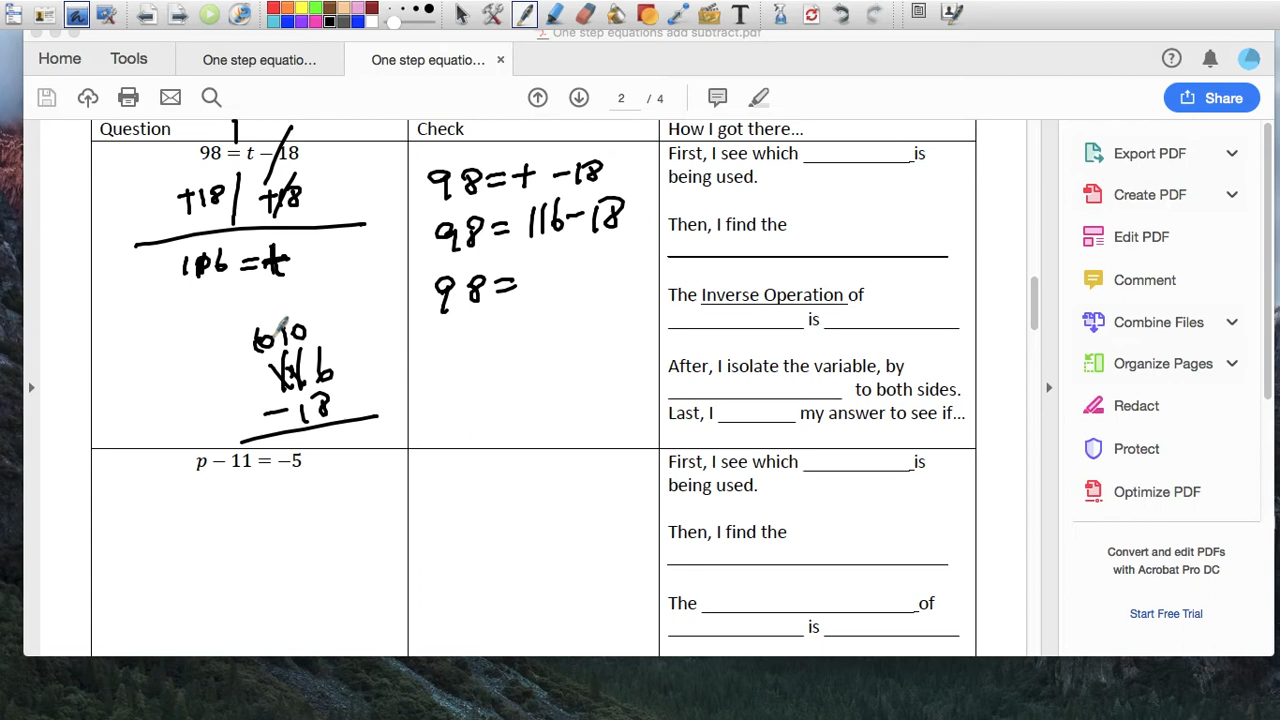 One step equations add subtract.pdf
Home Tools One step equatio... One step equatio... ×
2 / 4 Share
Question Check How I got there...
98 = t − 18
+18 +18
116 = t
116
- 18
98 = t - 18
98 = 116 - 18
98 =
First, I see which ____________ is
being used.
Then, I find the
The Inverse Operation of
______________ is ______________
After, I isolate the variable, by
__________________ to both sides.
Last, I ________ my answer to see if...
p − 11 = −5
First, I see which ____________ is
being used.
Then, I find the
The ______________________ of
______________ is ______________
Export PDF
Create PDF
Edit PDF
Comment
Combine Files
Organize Pages
Redact
Protect
Optimize PDF
Convert and edit PDFs
with Acrobat Pro DC
Start Free Trial